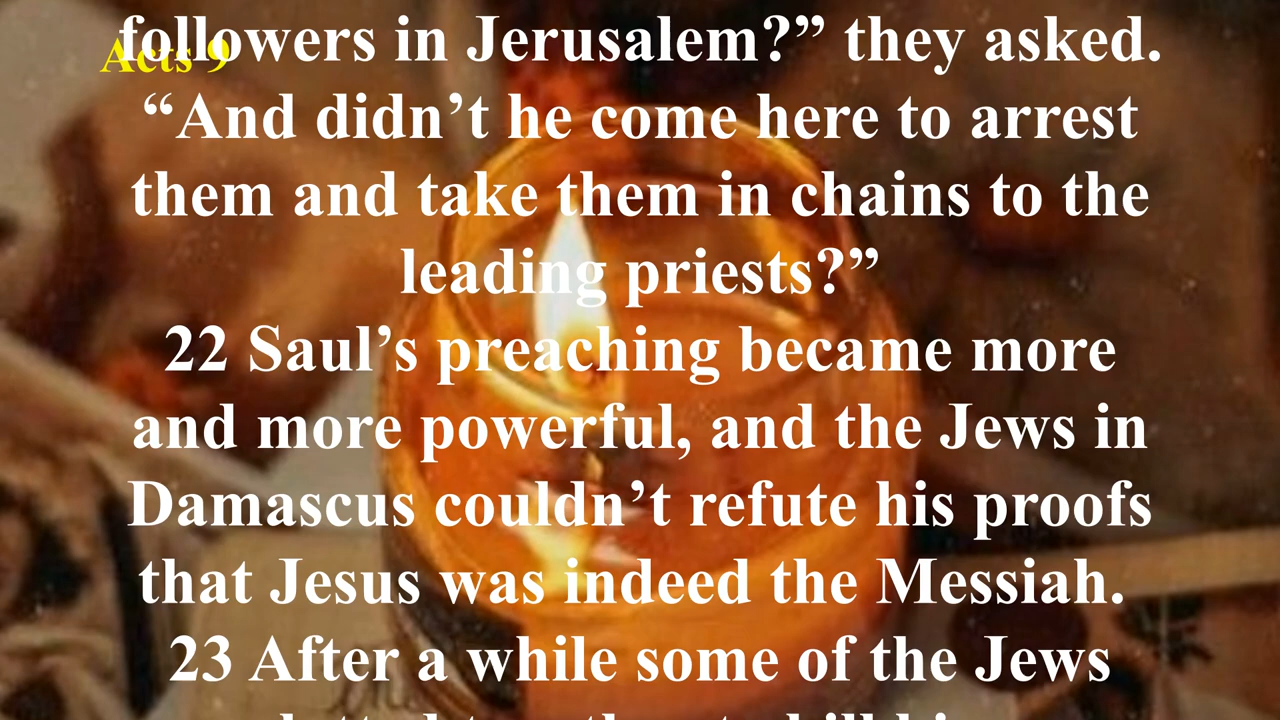 Acts 9
followers in Jerusalem?” they asked.
“And didn’t he come here to arrest
them and take them in chains to the
leading priests?”
22 Saul’s preaching became more
and more powerful, and the Jews in
Damascus couldn’t refute his proofs
that Jesus was indeed the Messiah.
23 After a while some of the Jews